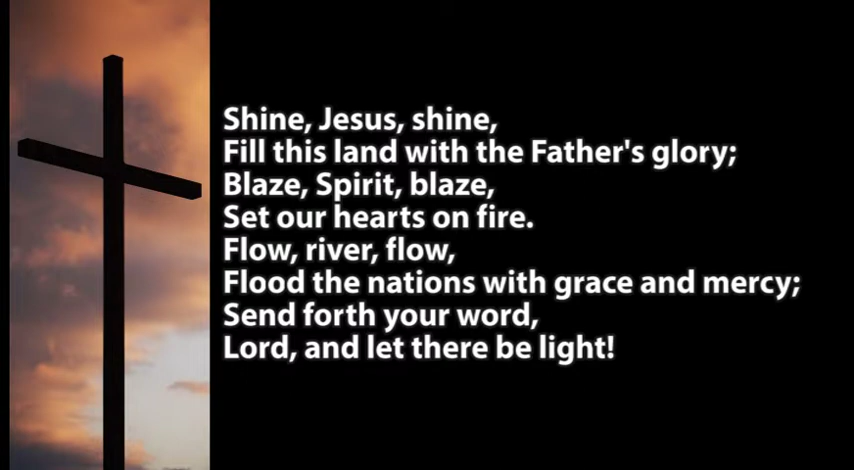 Shine, Jesus, shine,
Fill this land with the Father's glory;
Blaze, Spirit, blaze,
Set our hearts on fire.
Flow, river, flow,
Flood the nations with grace and mercy;
Send forth your word,
Lord, and let there be light!